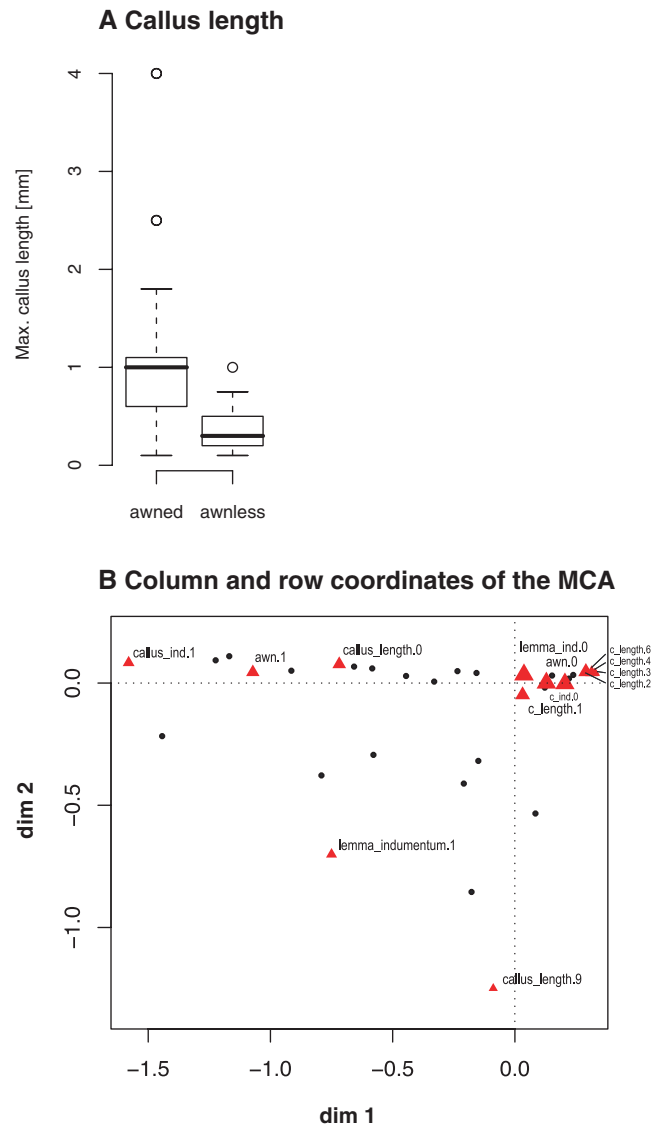 A Callus length
Max. callus length [mm]
4
3
2
1
0
awned awnless
B Column and row coordinates of the MCA
callus_ind.1
awn.1
callus_length.0
lemma_ind.0
awn.0
c_length,6
c_length.4
c_length.3
c_length.2
c_ind.0
c_length.1
lemma_indumentum.1
callus_length.9
dim 2
0.0
−0.5
−1.0
−1.5 −1.0 −0.5 0.0
dim 1